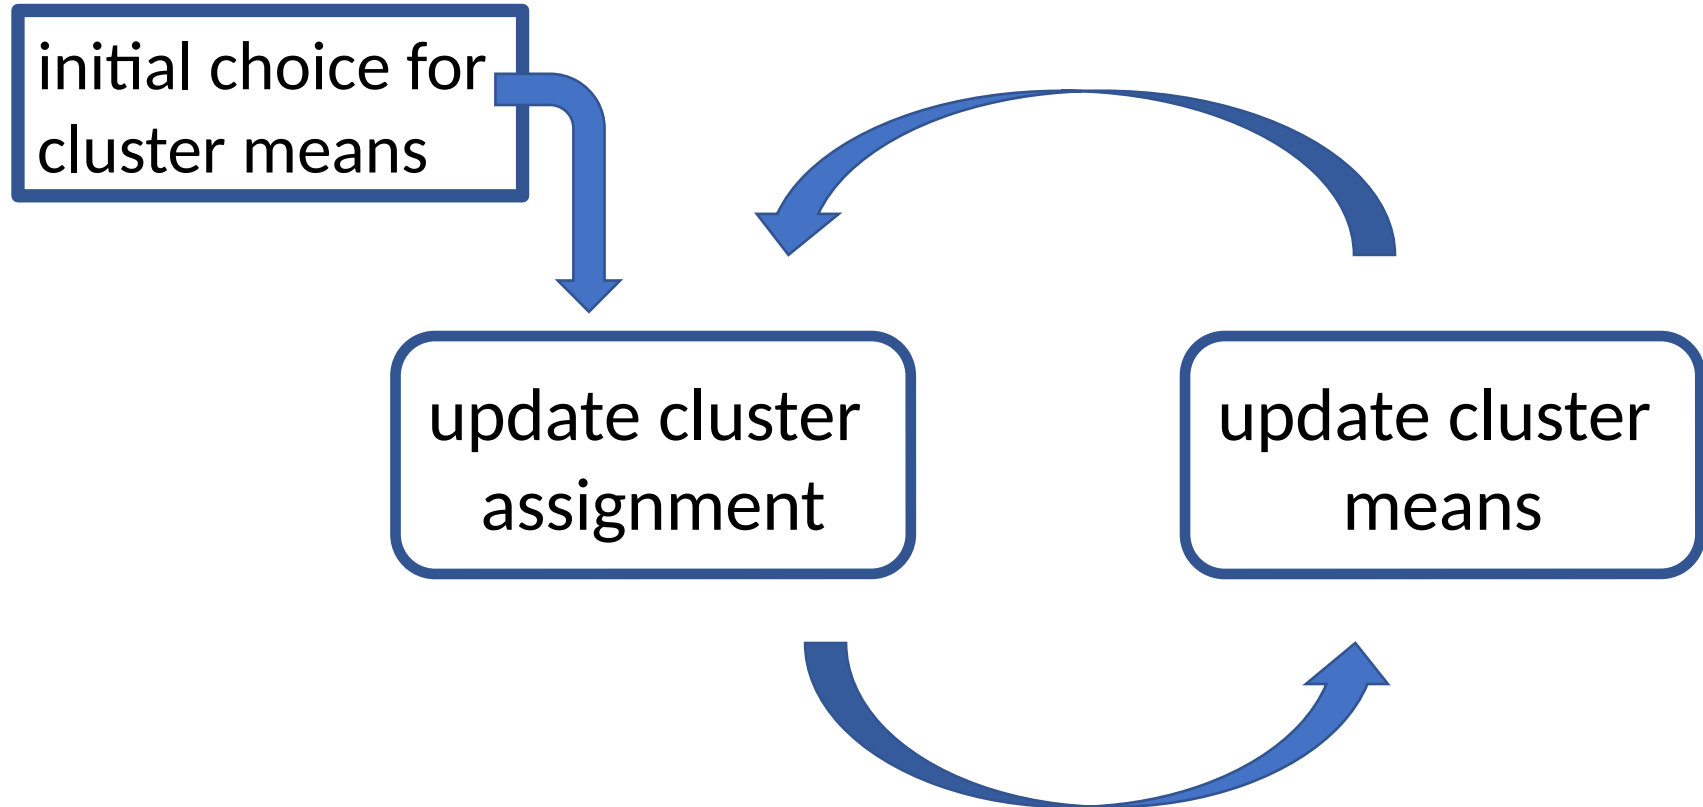 initial choice for
cluster means
update cluster
assignment
update cluster
means